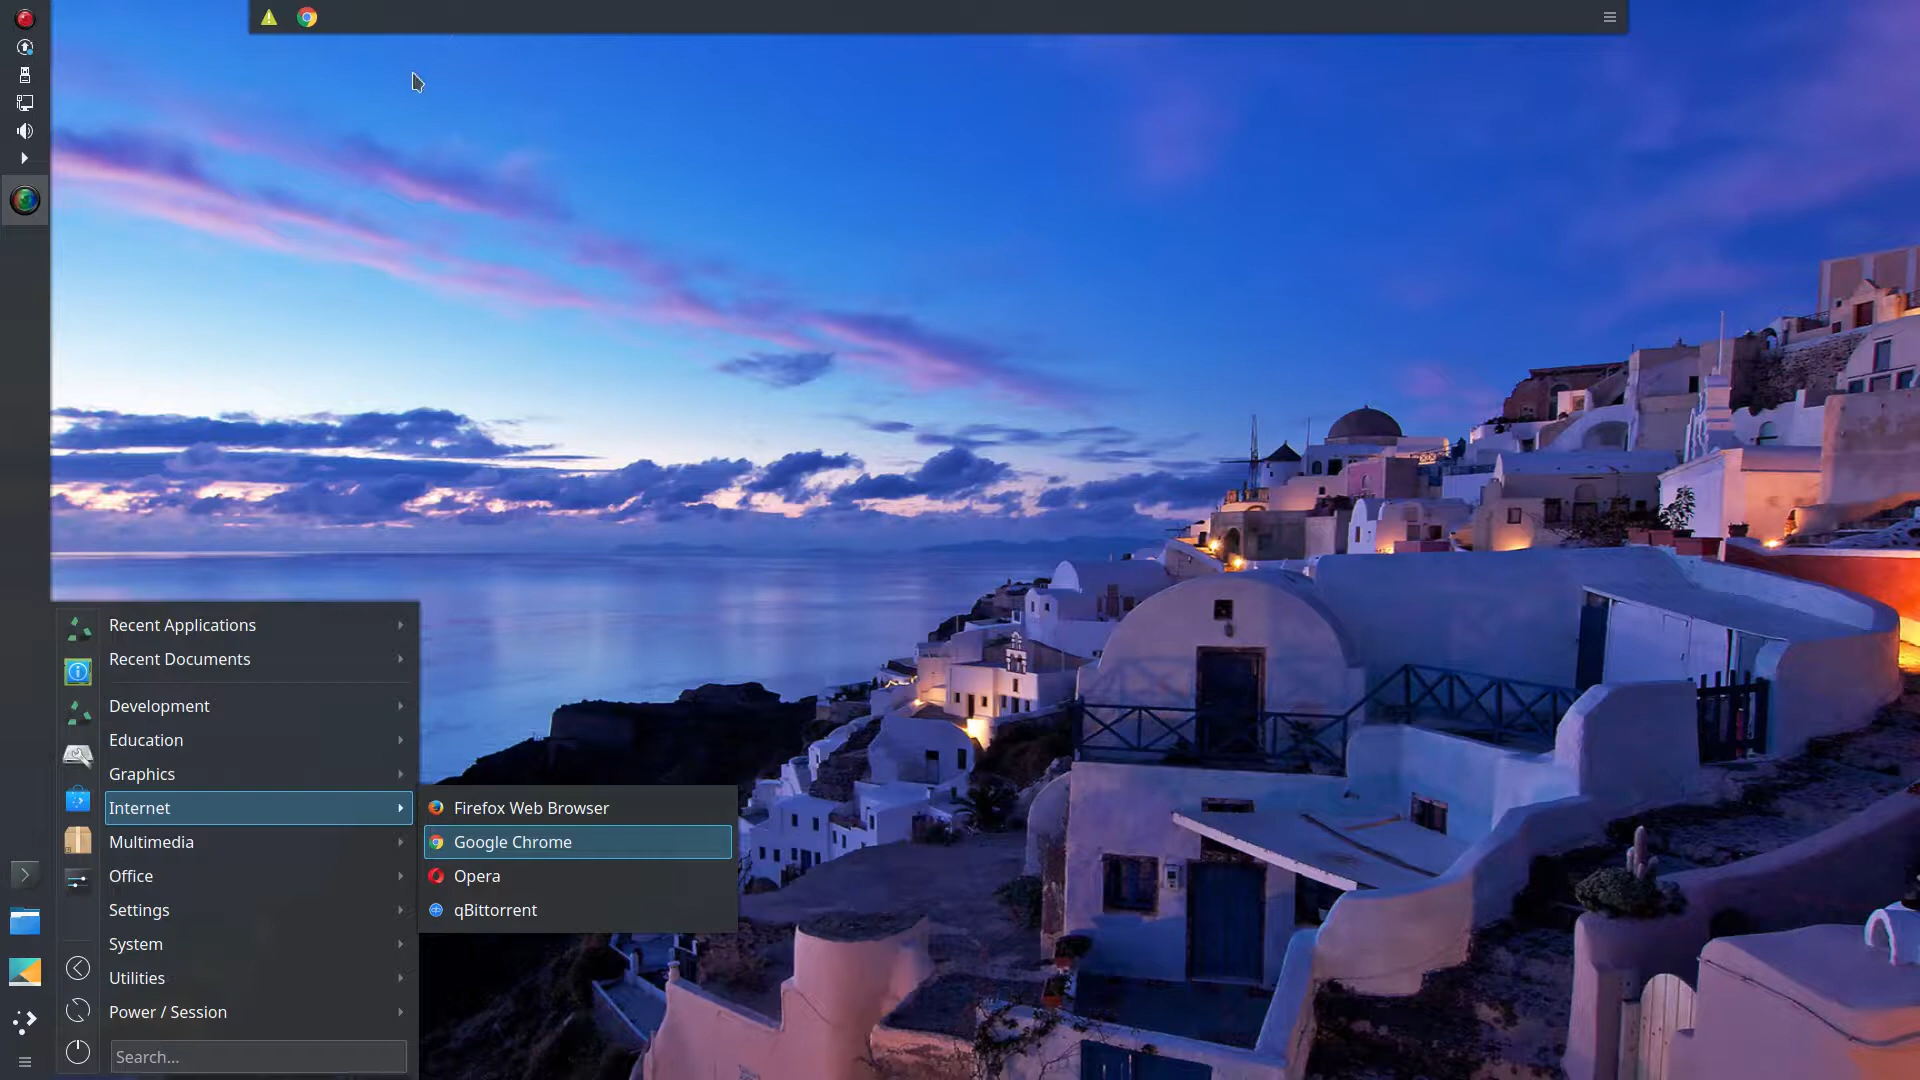 Recent Applications
Recent Documents
Development
Education
Graphics
Internet
Multimedia
Office
Settings
System
Utilities
Power / Session
Search...
Firefox Web Browser
Google Chrome
Opera
qBittorrent